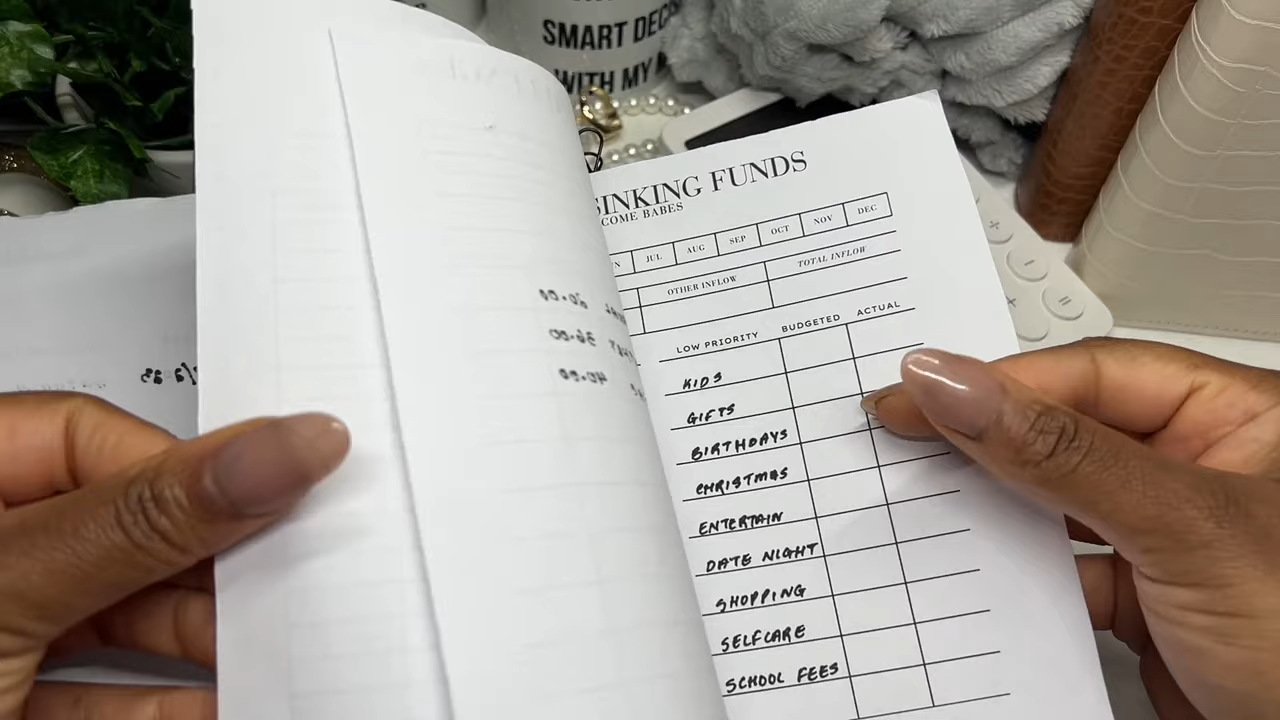 SMART DEC
WITH MY
SINKING FUNDS
COME BABES
JUL AUG SEP OCT NOV DEC
OTHER INFLOW TOTAL INFLOW
LOW PRIORITY BUDGETED ACTUAL
KIDS
GIFTS
BIRTHDAYS
CHRISTMAS
ENTERTAIN
DATE NIGHT
SHOPPING
SELFCARE
SCHOOL FEES
+
−
=